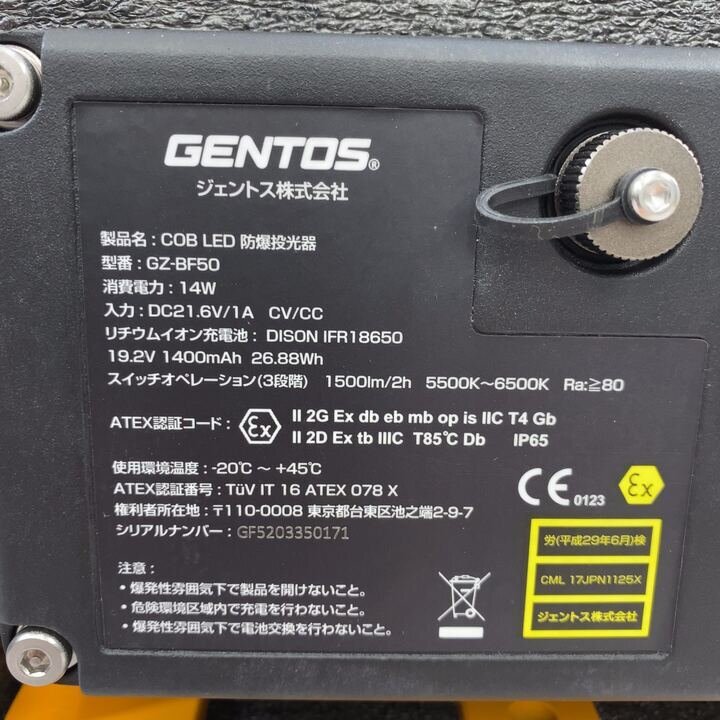 GENTOS®
ジェントス株式会社
製品名 : COB LED 防爆投光器
型番 : GZ-BF50
消費電力 : 14W
入力 : DC21.6V/1A CV/CC
リチウムイオン充電池 : DISON IFR18650
19.2V 1400mAh 26.88Wh
スイッチオペレーション(3段階) 1500lm/2h 5500K～6500K Ra:≧80
ATEX認証コード : Ex II 2G Ex db eb mb op is IIC T4 Gb
II 2D Ex tb IIIC T85℃ Db IP65
使用環境温度 : -20℃ ～ +45℃
ATEX認証番号 : TüV IT 16 ATEX 078 X
権利者所在地 : 〒110-0008 東京都台東区池之端2-9-7
シリアルナンバー : GF5203350171
CE 0123 Ex
労(平成29年6月)検
CML 17JPN1125X
ジェントス株式会社
注意 :
・爆発性雰囲気下で製品を開けないこと。
・危険環境区域内で充電を行わないこと。
・爆発性雰囲気下で電池交換を行わないこと。